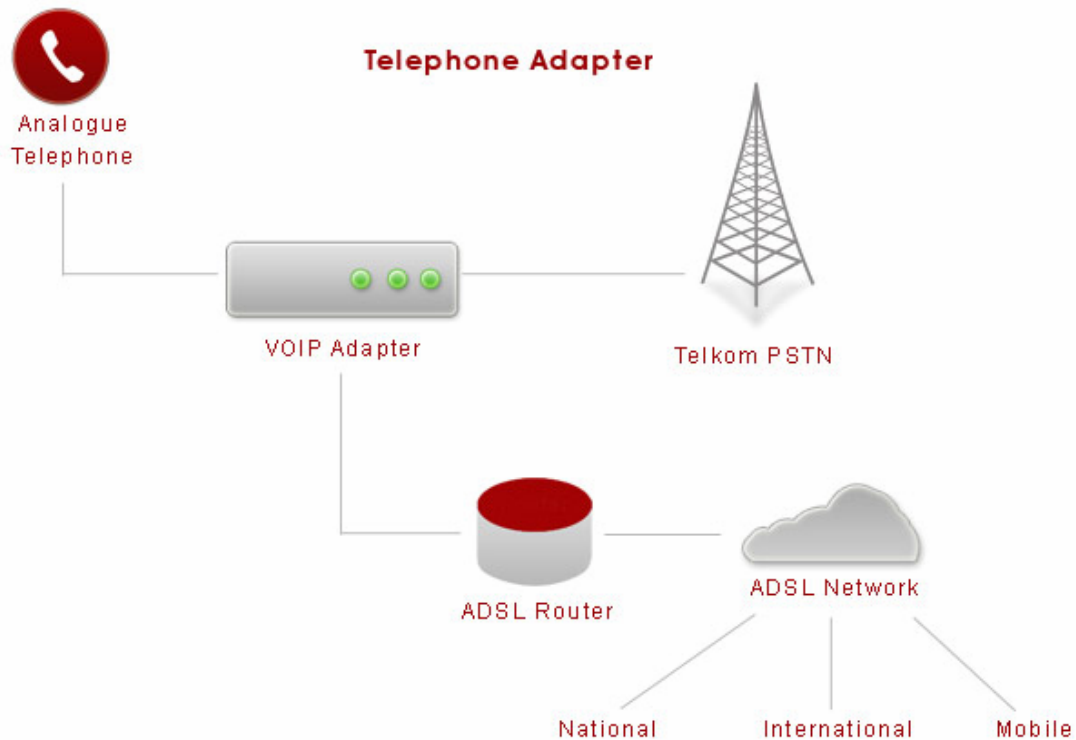 Telephone Adapter
Analogue
Telephone
VOIP Adapter
Telkom PSTN
ADSL Router
ADSL Network
National
International
Mobile